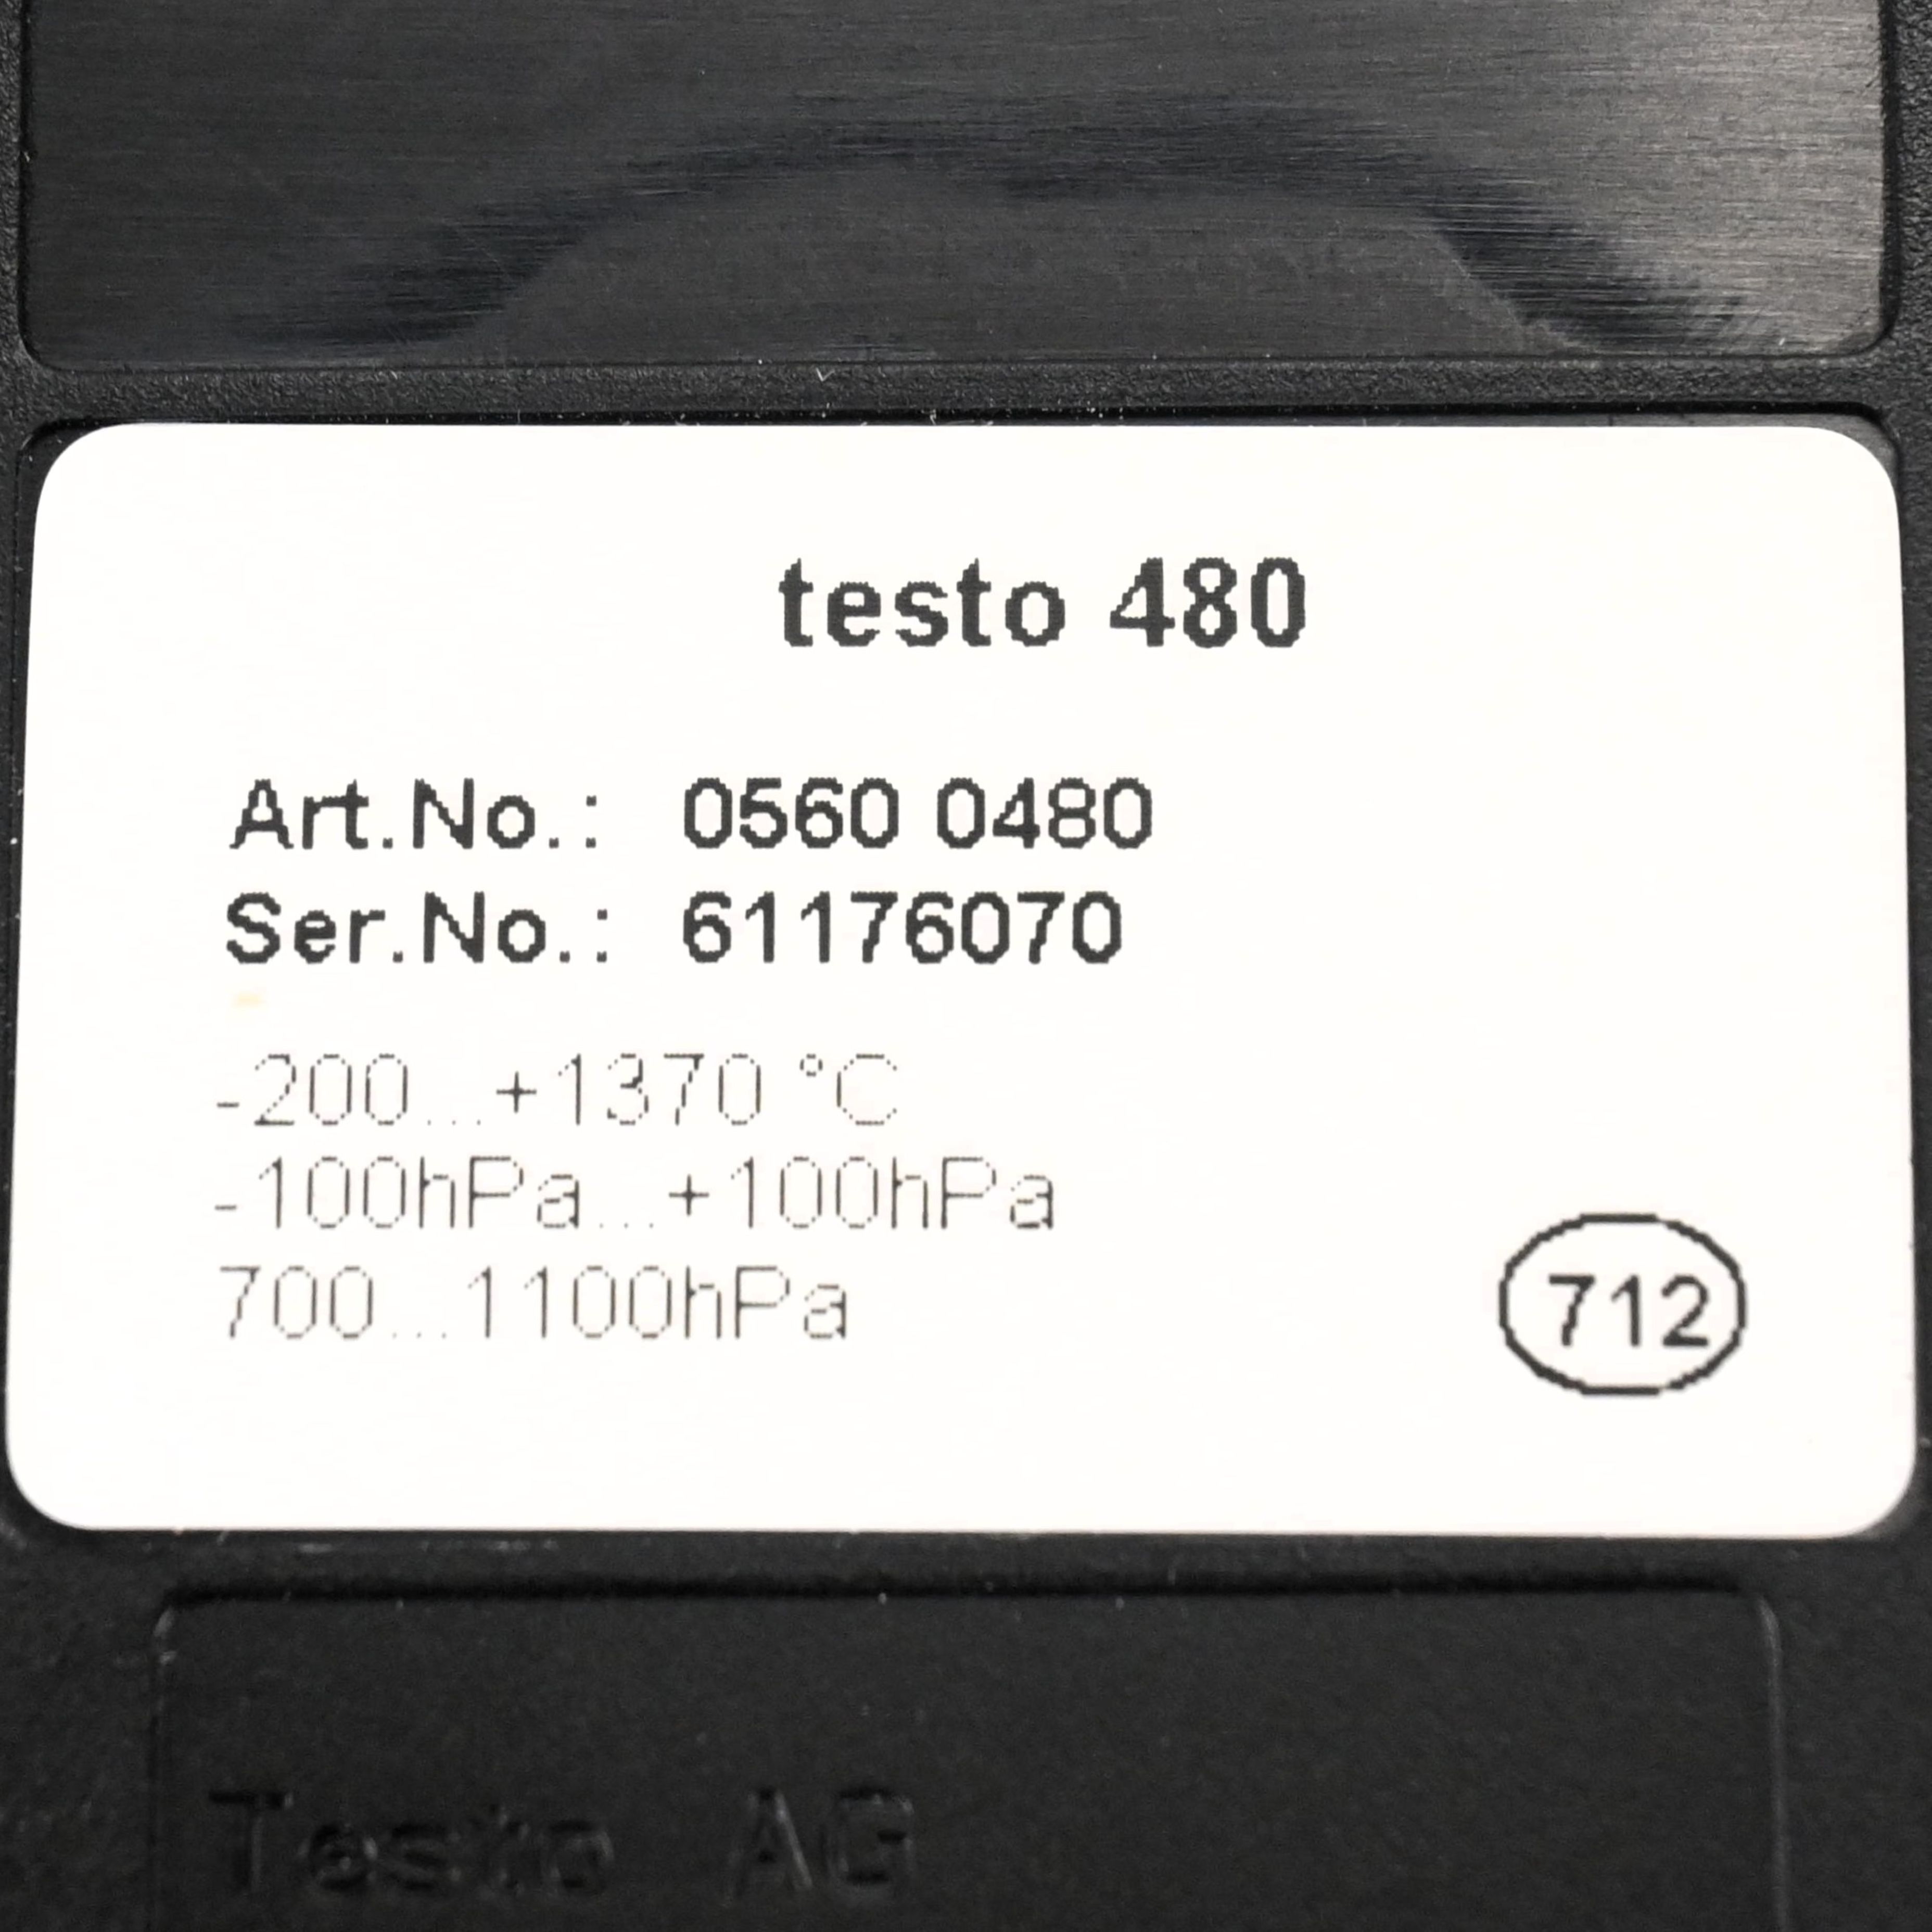 testo 480
Art.No.: 0560 0480
Ser.No.: 61176070
-200...+1370 °C
-100hPa...+100hPa
700...1100hPa
712
Testo AG